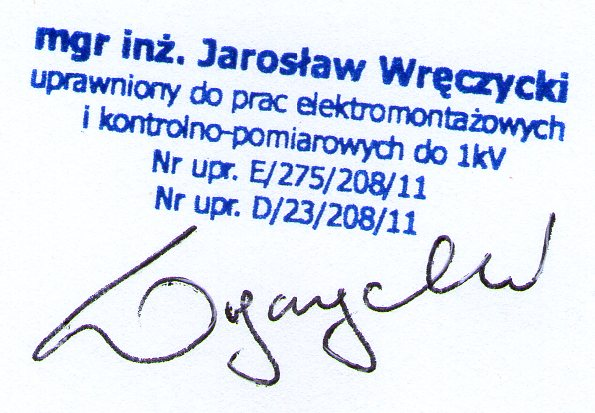 mgr inż. Jarosław Wręczycki
uprawniony do prac elektromontażowych
i kontrolno-pomiarowych do 1kV
Nr upr. E/275/208/11
Nr upr. D/23/208/11